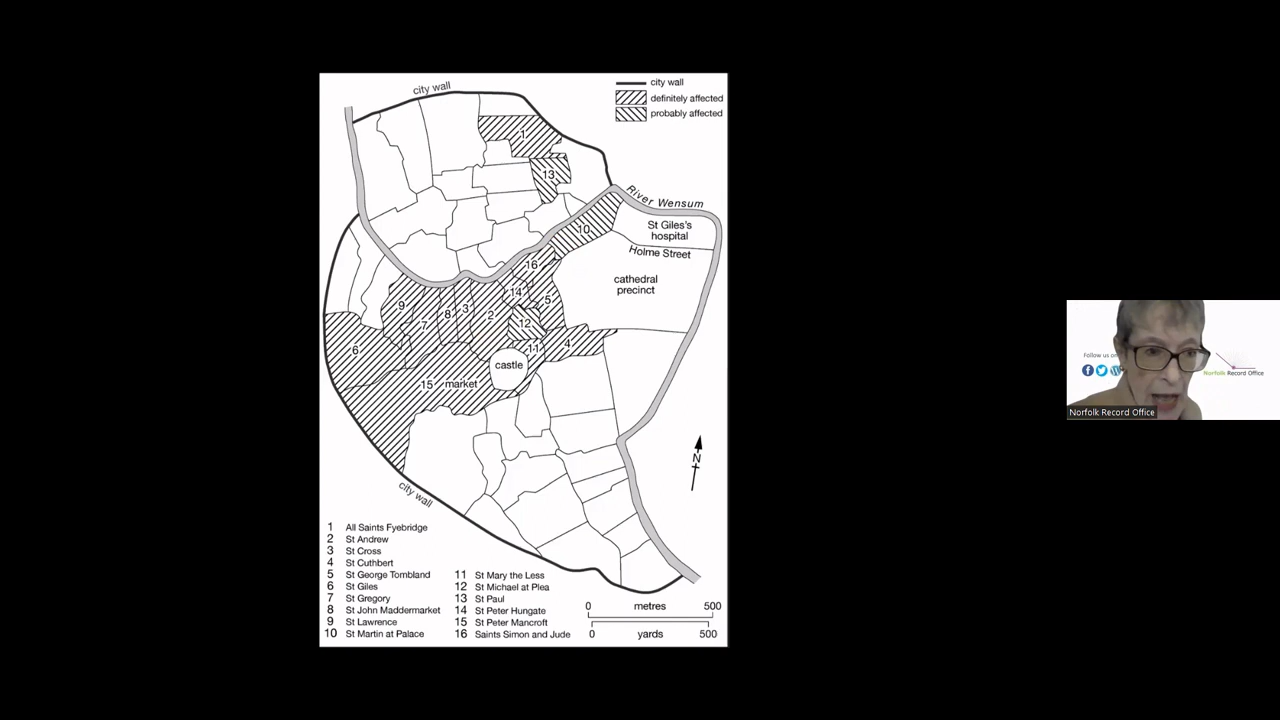 city wall
city wall
definitely affected
probably affected
1
13
River Wensum
10
St Giles's
hospital
Holme Street
16
cathedral
precinct
9
7
8
3
2
14
5
12
11
4
6
castle
15
market
N
city wall
1 All Saints Fyebridge
2 St Andrew
3 St Cross
4 St Cuthbert
5 St George Tombland
6 St Giles
7 St Gregory
8 St John Maddermarket
9 St Lawrence
10 St Martin at Palace
11 St Mary the Less
12 St Michael at Plea
13 St Paul
14 St Peter Hungate
15 St Peter Mancroft
16 Saints Simon and Jude
0 metres 500
0 yards 500
Follow us on
Norfolk Record Office
Norfolk Record Office